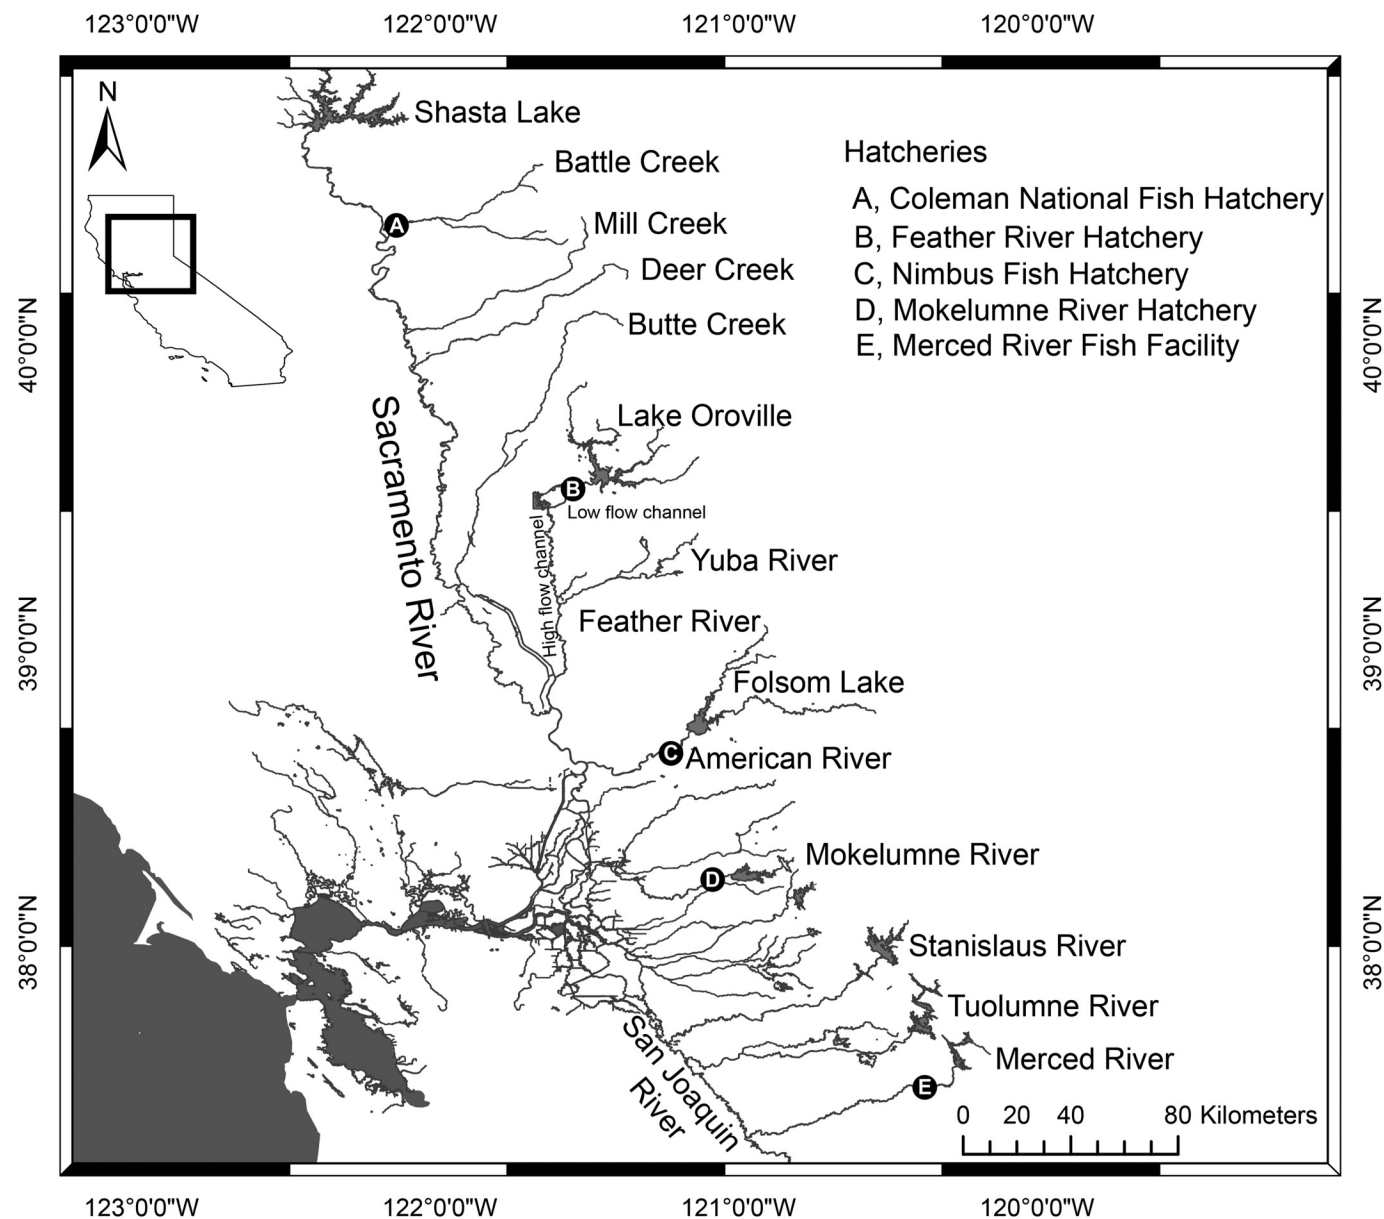 123°0'0"W
122°0'0"W
121°0'0"W
120°0'0"W
N
Shasta Lake
Battle Creek
Mill Creek
Deer Creek
Butte Creek
Hatcheries
A, Coleman National Fish Hatchery
B, Feather River Hatchery
C, Nimbus Fish Hatchery
D, Mokelumne River Hatchery
E, Merced River Fish Facility
A
40°0'0"N
40°0'0"N
Sacramento River
Lake Oroville
B
Low flow channel
High flow channel
Yuba River
Feather River
39°0'0"N
39°0'0"N
Folsom Lake
C
American River
Mokelumne River
D
38°0'0"N
38°0'0"N
Stanislaus River
Tuolumne River
San Joaquin
River
Merced River
E
0 20 40 80 Kilometers
123°0'0"W
122°0'0"W
121°0'0"W
120°0'0"W